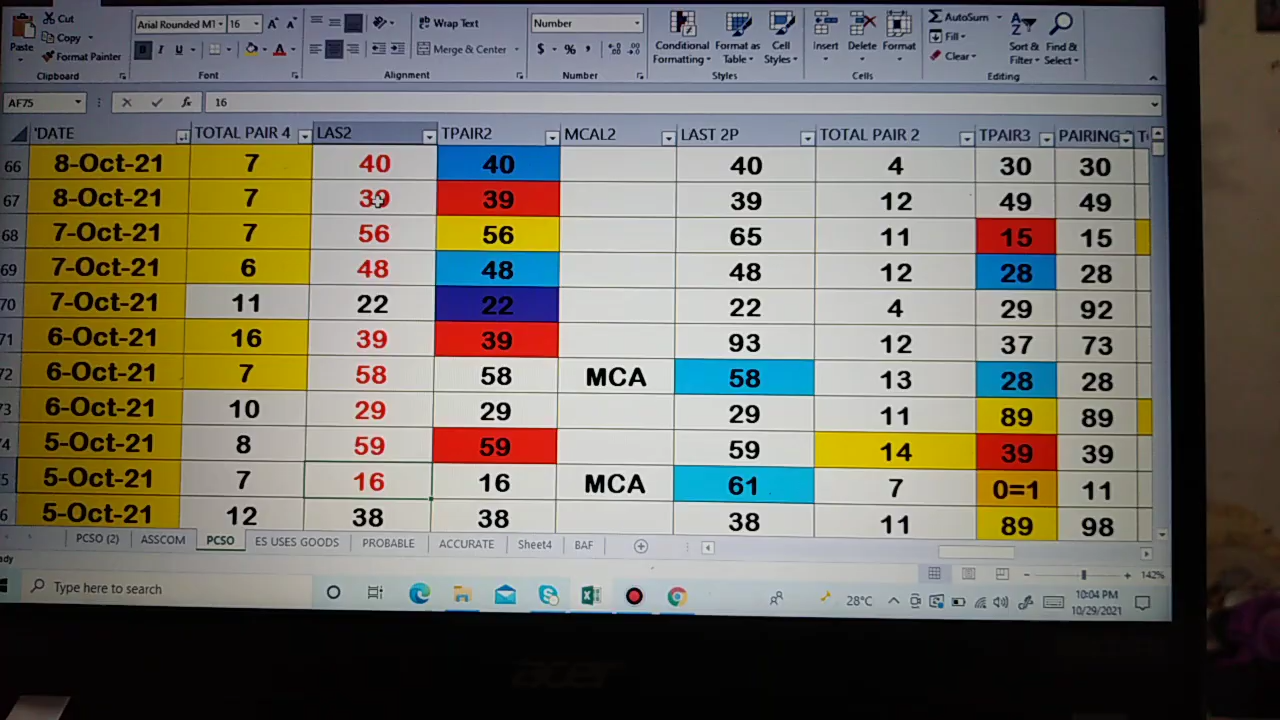 Cut
Arial Rounded MT 16
Wrap Text
Number
AutoSum
Paste
Copy
Format Painter
B I U
Merge & Center
$ % ,
Conditional Formatting
Format as Table
Cell Styles
Insert Delete Format
Fill
Clear
Sort & Filter
Find & Select
Clipboard Font Alignment Number Styles Cells Editing
AF75 fx 16
'DATE TOTAL PAIR 4 LAS2 TPAIR2 MCAL2 LAST 2P TOTAL PAIR 2 TPAIR3 PAIRING
66 8-Oct-21 7 40 40 40 4 30 30
67 8-Oct-21 7 39 39 39 12 49 49
68 7-Oct-21 7 56 56 65 11 15 15
69 7-Oct-21 6 48 48 48 12 28 28
70 7-Oct-21 11 22 22 22 4 29 92
71 6-Oct-21 16 39 39 93 12 37 73
72 6-Oct-21 7 58 58 MCA 58 13 28 28
73 6-Oct-21 10 29 29 29 11 89 89
74 5-Oct-21 8 59 59 59 14 39 39
75 5-Oct-21 7 16 16 MCA 61 7 0=1 11
76 5-Oct-21 12 38 38 38 11 89 98
PCSO (2) ASSCOM PCSO ES USES GOODS PROBABLE ACCURATE Sheet4 BAF
142%
Type here to search
28°C
10:04 PM
10/29/2021
acer